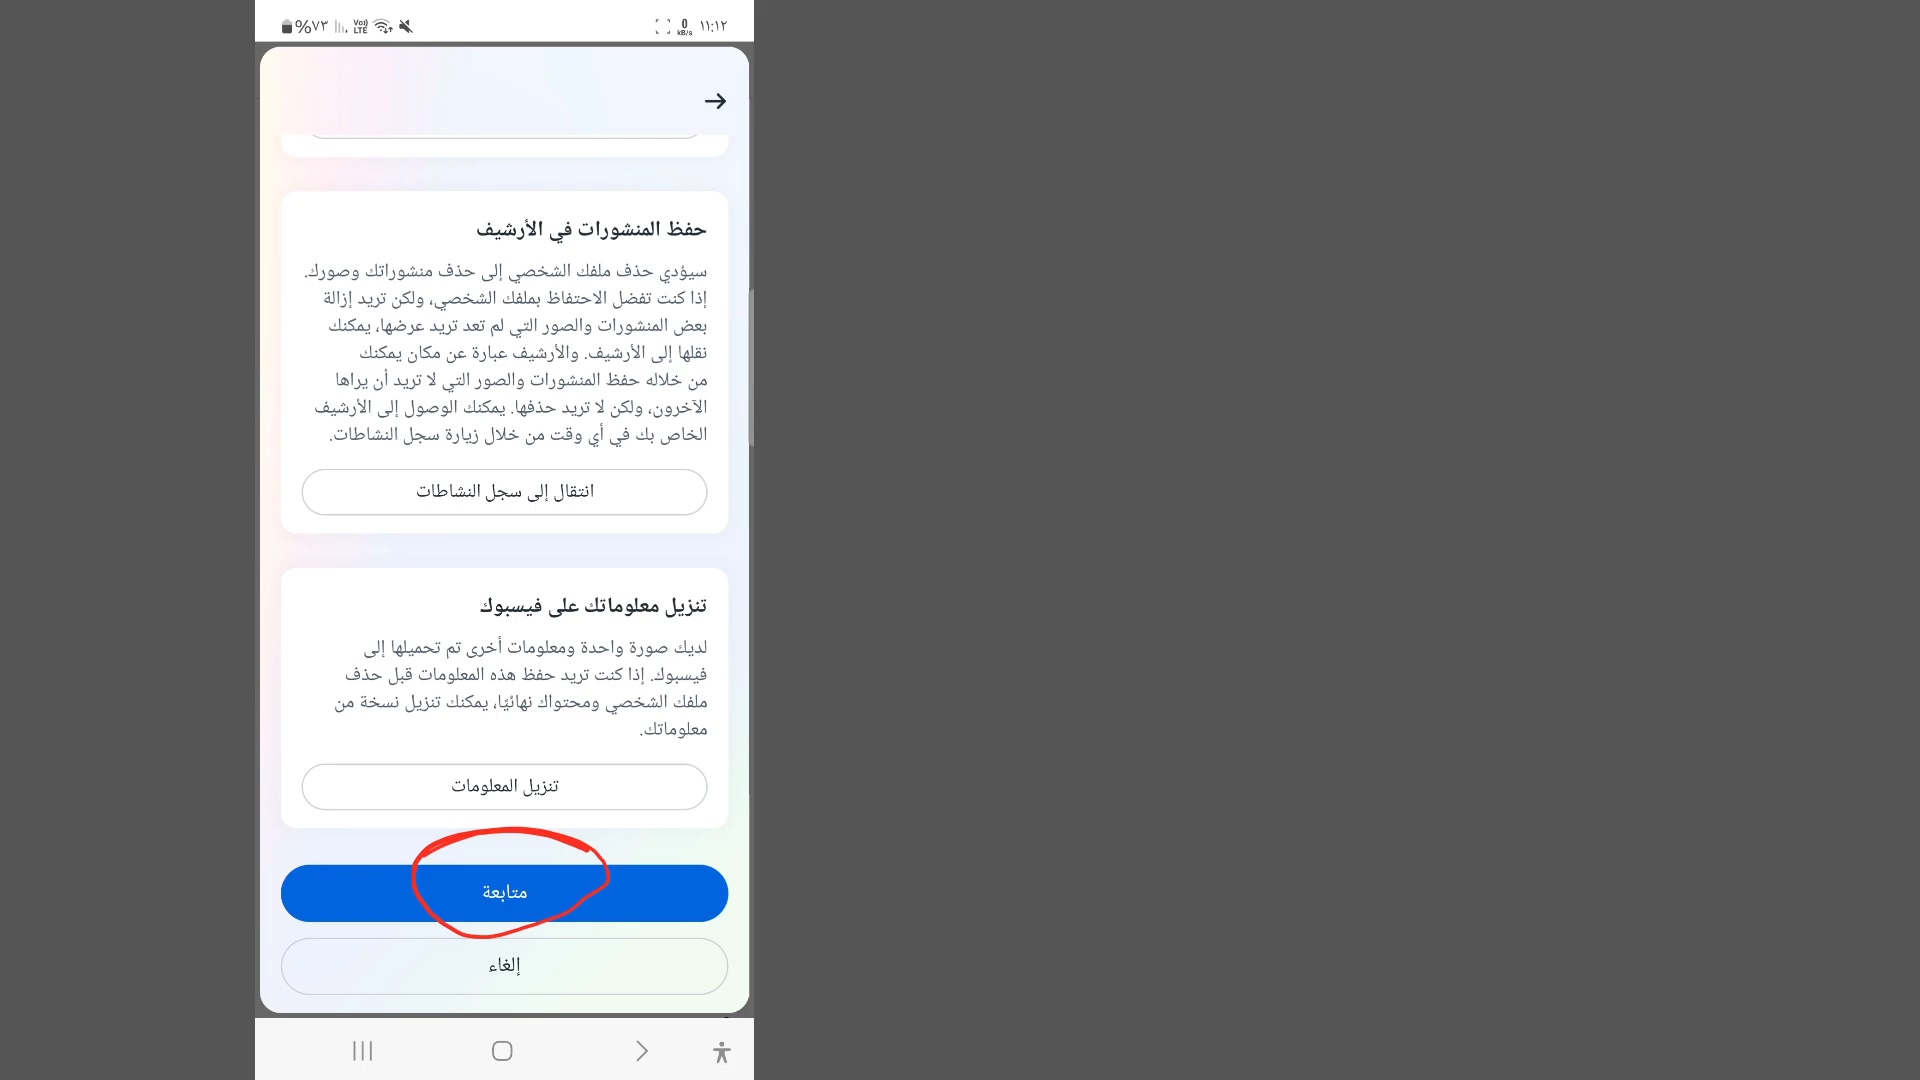 %٧٣ Vo) LTE 0 kB/s ١١:١٢
حفظ المنشورات في الأرشيف
سيؤدي حذف ملفك الشخصي إلى حذف منشوراتك وصورك.
إذا كنت تفضل الاحتفاظ بملفك الشخصي، ولكن تريد إزالة
بعض المنشورات والصور التي لم تعد تريد عرضها، يمكنك
نقلها إلى الأرشيف. والأرشيف عبارة عن مكان يمكنك
من خلاله حفظ المنشورات والصور التي لا تريد أن يراها
الآخرون، ولكن لا تريد حذفها. يمكنك الوصول إلى الأرشيف
الخاص بك في أي وقت من خلال زيارة سجل النشاطات.
انتقال إلى سجل النشاطات
تنزيل معلوماتك على فيسبوك
لديك صورة واحدة ومعلومات أخرى تم تحميلها إلى
فيسبوك. إذا كنت تريد حفظ هذه المعلومات قبل حذف
ملفك الشخصي ومحتواك نهائيًا، يمكنك تنزيل نسخة من
معلوماتك.
تنزيل المعلومات
متابعة
إلغاء